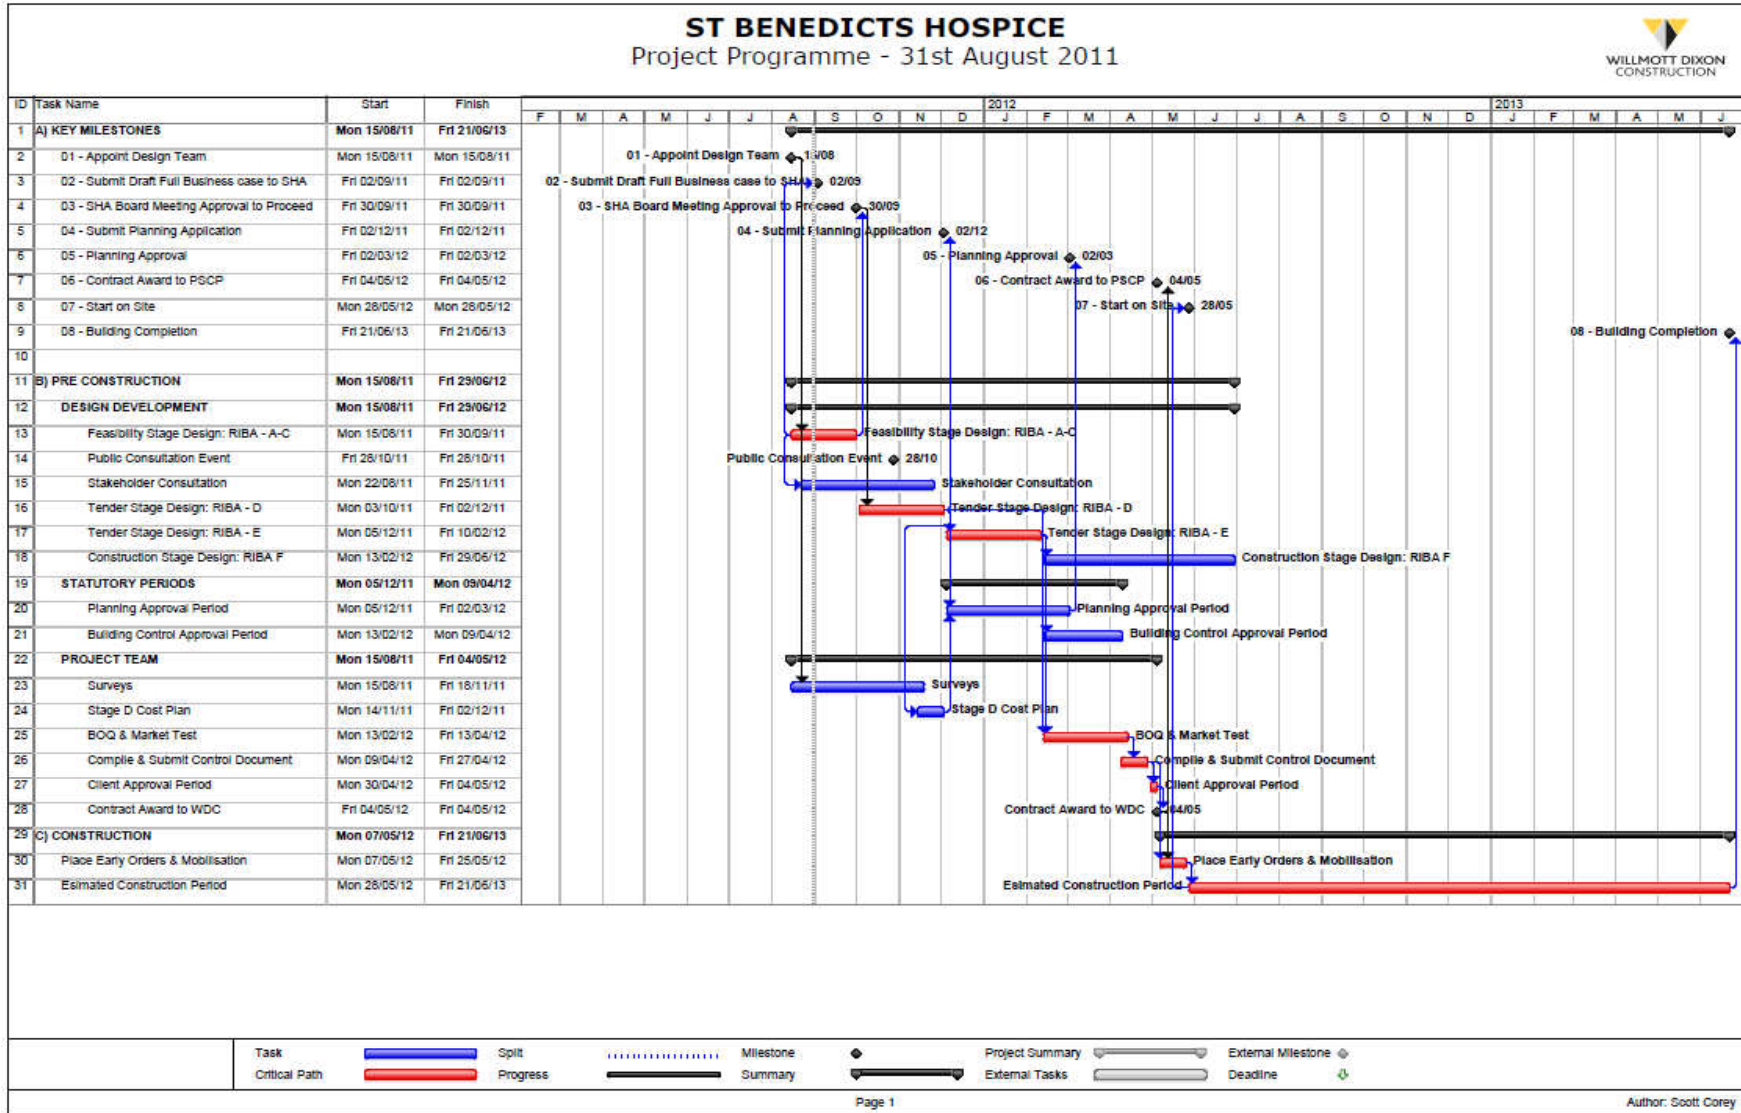 ST BENEDICTS HOSPICE
Project Programme - 31st August 2011
WILLMOTT DIXON
CONSTRUCTION
ID Task Name Start Finish 2012 2013
F M A M J J A S O N D J F M A M J J A S O N D J F M A M J
1 A) KEY MILESTONES Mon 15/08/11 Fri 21/06/13
2 01 - Appoint Design Team Mon 15/08/11 Mon 15/08/11 01 - Appoint Design Team 15/08
3 02 - Submit Draft Full Business case to SHA Fri 02/09/11 Fri 02/09/11 02 - Submit Draft Full Business case to SHA 02/09
4 03 - SHA Board Meeting Approval to Proceed Fri 30/09/11 Fri 30/09/11 03 - SHA Board Meeting Approval to Proceed 30/09
5 04 - Submit Planning Application Fri 02/12/11 Fri 02/12/11 04 - Submit Planning Application 02/12
6 05 - Planning Approval Fri 02/03/12 Fri 02/03/12 05 - Planning Approval 02/03
7 06 - Contract Award to PSCP Fri 04/05/12 Fri 04/05/12 06 - Contract Award to PSCP 04/05
8 07 - Start on Site Mon 28/05/12 Mon 28/05/12 07 - Start on Site 28/05
9 08 - Building Completion Fri 21/06/13 Fri 21/06/13 08 - Building Completion
10
11 B) PRE CONSTRUCTION Mon 15/08/11 Fri 29/06/12
12 DESIGN DEVELOPMENT Mon 15/08/11 Fri 29/06/12
13 Feasibility Stage Design: RIBA - A-C Mon 15/08/11 Fri 30/09/11 Feasibility Stage Design: RIBA - A-C
14 Public Consultation Event Fri 28/10/11 Fri 28/10/11 Public Consultation Event 28/10
15 Stakeholder Consultation Mon 22/08/11 Fri 25/11/11 Stakeholder Consultation
16 Tender Stage Design: RIBA - D Mon 03/10/11 Fri 02/12/11 Tender Stage Design: RIBA - D
17 Tender Stage Design: RIBA - E Mon 05/12/11 Fri 10/02/12 Tender Stage Design: RIBA - E
18 Construction Stage Design: RIBA F Mon 13/02/12 Fri 29/06/12 Construction Stage Design: RIBA F
19 STATUTORY PERIODS Mon 05/12/11 Mon 09/04/12
20 Planning Approval Period Mon 05/12/11 Fri 02/03/12 Planning Approval Period
21 Building Control Approval Period Mon 13/02/12 Mon 09/04/12 Building Control Approval Period
22 PROJECT TEAM Mon 15/08/11 Fri 04/05/12
23 Surveys Mon 15/08/11 Fri 18/11/11 Surveys
24 Stage D Cost Plan Mon 14/11/11 Fri 02/12/11 Stage D Cost Plan
25 BOQ & Market Test Mon 13/02/12 Fri 13/04/12 BOQ & Market Test
26 Compile & Submit Control Document Mon 09/04/12 Fri 27/04/12 Compile & Submit Control Document
27 Client Approval Period Mon 30/04/12 Fri 04/05/12 Client Approval Period
28 Contract Award to WDC Fri 04/05/12 Fri 04/05/12 Contract Award to WDC 04/05
29 C) CONSTRUCTION Mon 07/05/12 Fri 21/06/13
30 Place Early Orders & Mobilisation Mon 07/05/12 Fri 25/05/12 Place Early Orders & Mobilisation
31 Esimated Construction Period Mon 28/05/12 Fri 21/06/13 Esimated Construction Period
Task Split Milestone Project Summary External Milestone
Critical Path Progress Summary External Tasks Deadline
Page 1 Author: Scott Corey